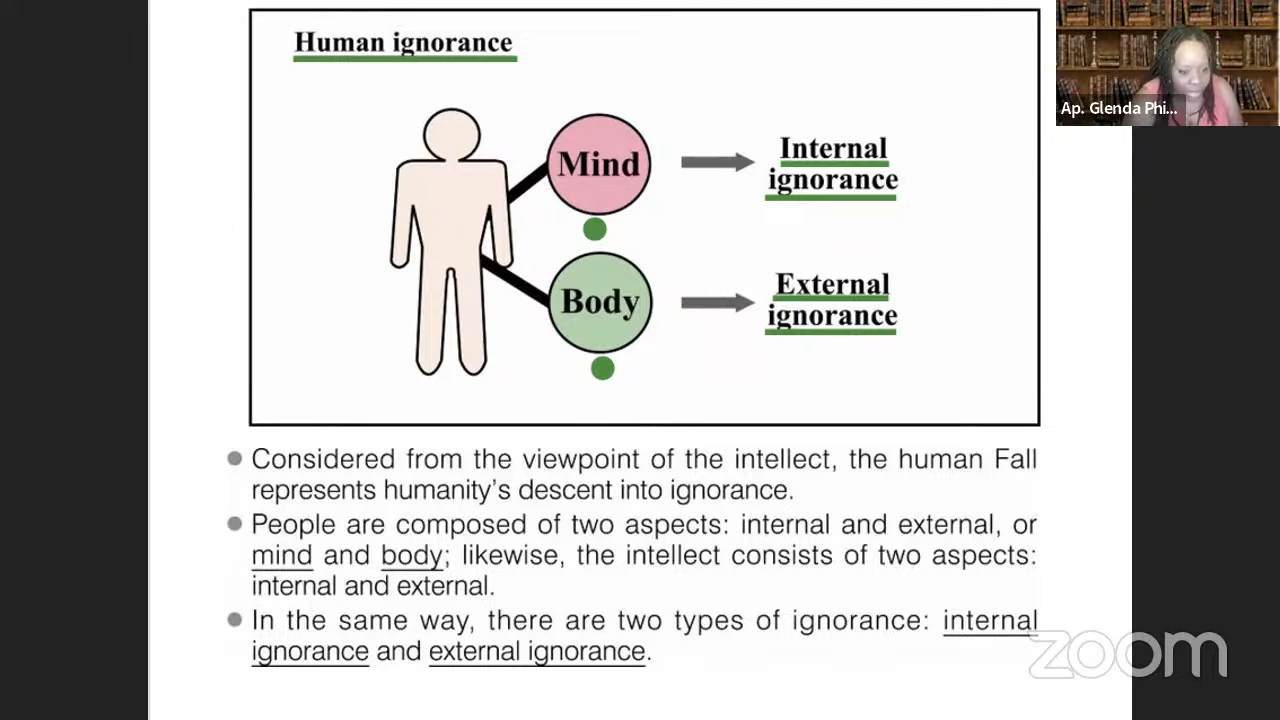 Human ignorance
Mind
Internal
ignorance
Body
External
ignorance
Considered from the viewpoint of the intellect, the human Fall
represents humanity's descent into ignorance.
People are composed of two aspects: internal and external, or
mind and body; likewise, the intellect consists of two aspects:
internal and external.
In the same way, there are two types of ignorance: internal
ignorance and external ignorance.
Ap. Glenda Phi...
zoom